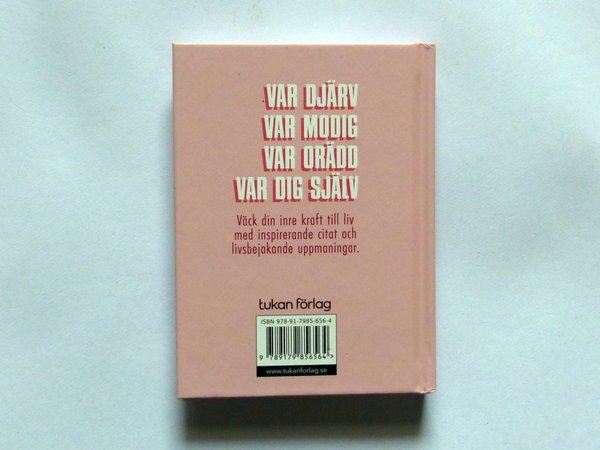 VAR DJÄRV
VAR MODIG
VAR ORÄDD
VAR DIG SJÄLV
Väck din inre kraft till liv
med inspirerande citat och
livsbejakande uppmaningar.
tukan förlag
ISBN 978-91-7985-656-4
9 789179 856564 >
www.tukanforlag.se